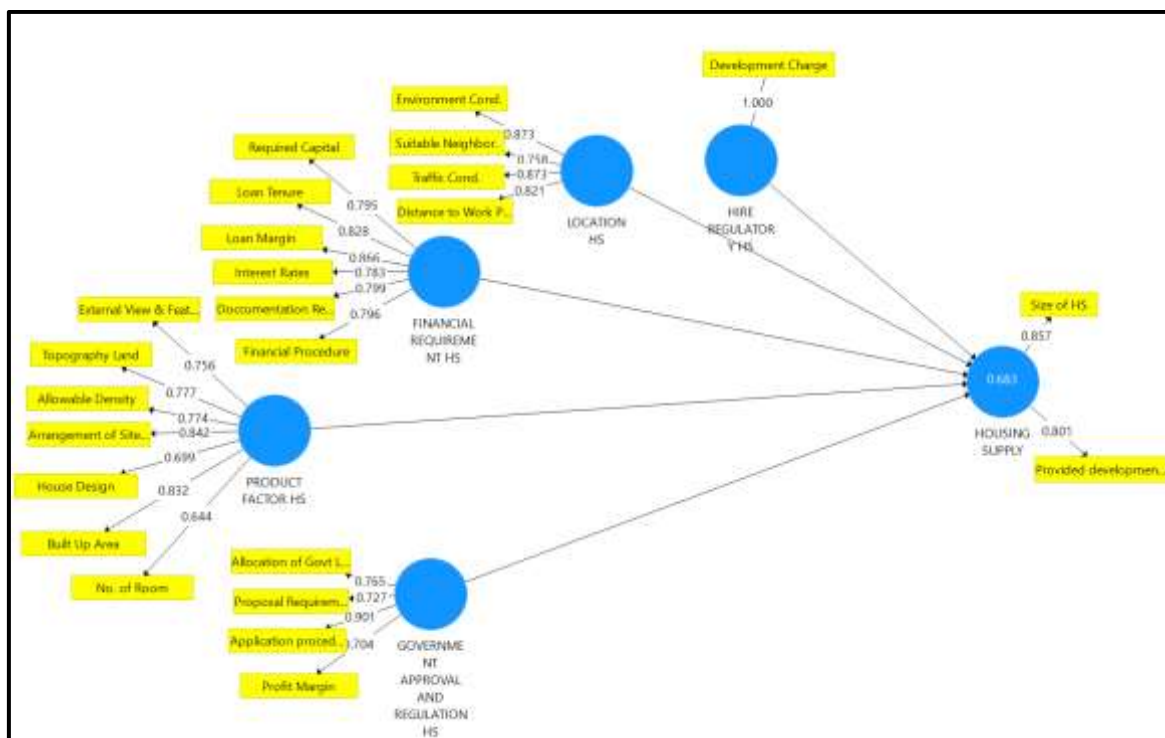 Development Charge
1.000
Environment Cond.
0.873
Suitable Neighbor..
0.758
Traffic Cond.
0.873
0.821
Distance to Work P...
LOCATION
HS
HIRE
REGULATOR
Y HS
Required Capital
0.795
Loan Tenure
0.828
Loan Margin
0.866
Interest Rates
0.783
0.799
Doccomentation Re...
0.796
Financial Procedure
FINANCIAL
REQUIREME
NT HS
External View & Feat...
0.756
Topography Land
0.777
Allowable Density
0.774
0.842
Arrangement of Site...
0.699
House Design
0.832
Built Up Area
0.644
No. of Room
PRODUCT
FACTOR HS
Size of HS
0.857
0.683
HOUSING
SUPPLY
0.801
Provided developmen...
Allocation of Govt L...
0.765
0.727
Proposal Requirem...
0.901
Application proced...
0.704
Profit Margin
GOVERNME
NT
APPROVAL
AND
REGULATION
HS